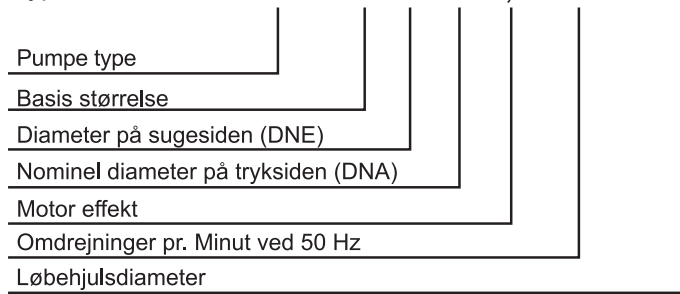 Pumpe type
Basis størrelse
Diameter på sugesiden (DNE)
Nominel diameter på tryksiden (DNA)
Motor effekt
Omdrejninger pr. Minut ved 50 Hz
Løbehjulsdiameter